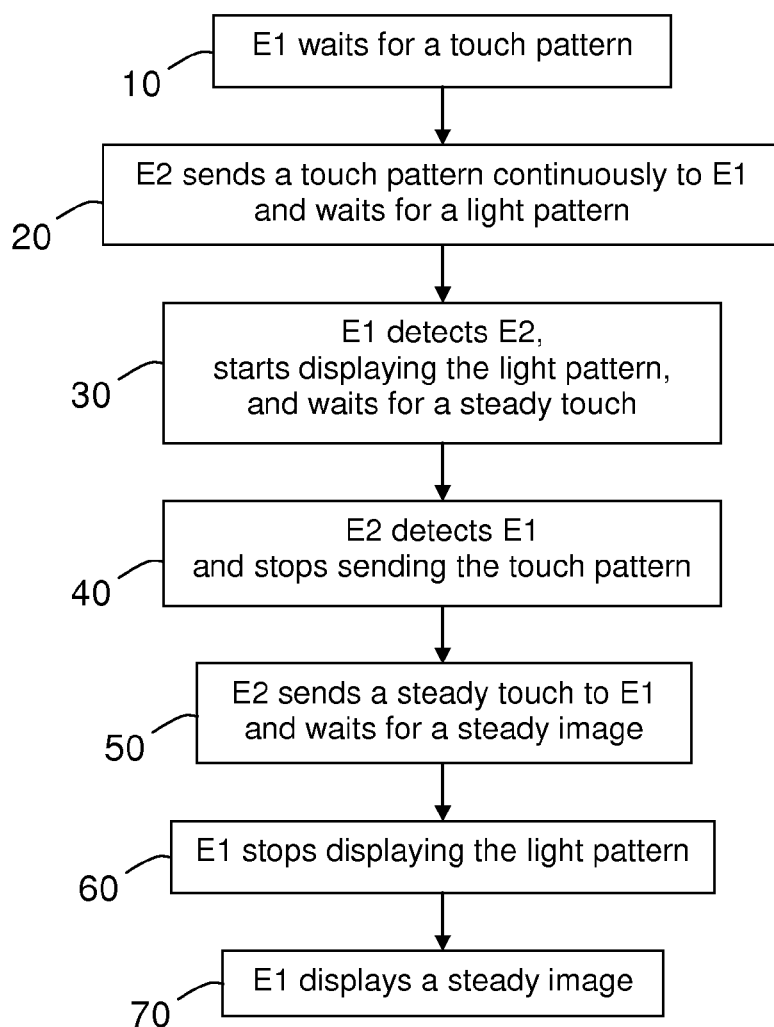 E1 waits for a touch pattern
10
E2 sends a touch pattern continuously to E1
and waits for a light pattern
20
E1 detects E2,
starts displaying the light pattern,
and waits for a steady touch
30
E2 detects E1
and stops sending the touch pattern
40
E2 sends a steady touch to E1
and waits for a steady image
50
E1 stops displaying the light pattern
60
E1 displays a steady image
70